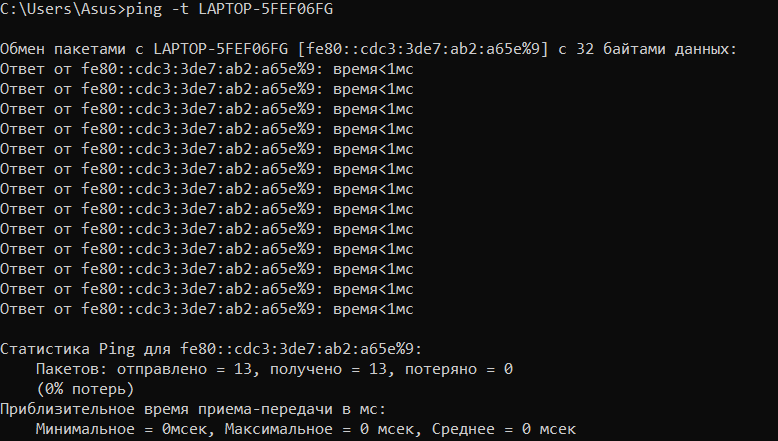 C:\Users\Asus>ping -t LAPTOP-5FEF06FG
Обмен пакетами с LAPTOP-5FEF06FG [fe80::cdc3:3de7:ab2:a65e%9] с 32 байтами данных:
Ответ от fe80::cdc3:3de7:ab2:a65e%9: время<1мс
Ответ от fe80::cdc3:3de7:ab2:a65e%9: время<1мс
Ответ от fe80::cdc3:3de7:ab2:a65e%9: время<1мс
Ответ от fe80::cdc3:3de7:ab2:a65e%9: время<1мс
Ответ от fe80::cdc3:3de7:ab2:a65e%9: время<1мс
Ответ от fe80::cdc3:3de7:ab2:a65e%9: время<1мс
Ответ от fe80::cdc3:3de7:ab2:a65e%9: время<1мс
Ответ от fe80::cdc3:3de7:ab2:a65e%9: время<1мс
Ответ от fe80::cdc3:3de7:ab2:a65e%9: время<1мс
Ответ от fe80::cdc3:3de7:ab2:a65e%9: время<1мс
Ответ от fe80::cdc3:3de7:ab2:a65e%9: время<1мс
Ответ от fe80::cdc3:3de7:ab2:a65e%9: время<1мс
Ответ от fe80::cdc3:3de7:ab2:a65e%9: время<1мс
Статистика Ping для fe80::cdc3:3de7:ab2:a65e%9:
Пакетов: отправлено = 13, получено = 13, потеряно = 0
(0% потерь)
Приблизительное время приема-передачи в мс:
Минимальное = 0мсек, Максимальное = 0 мсек, Среднее = 0 мсек